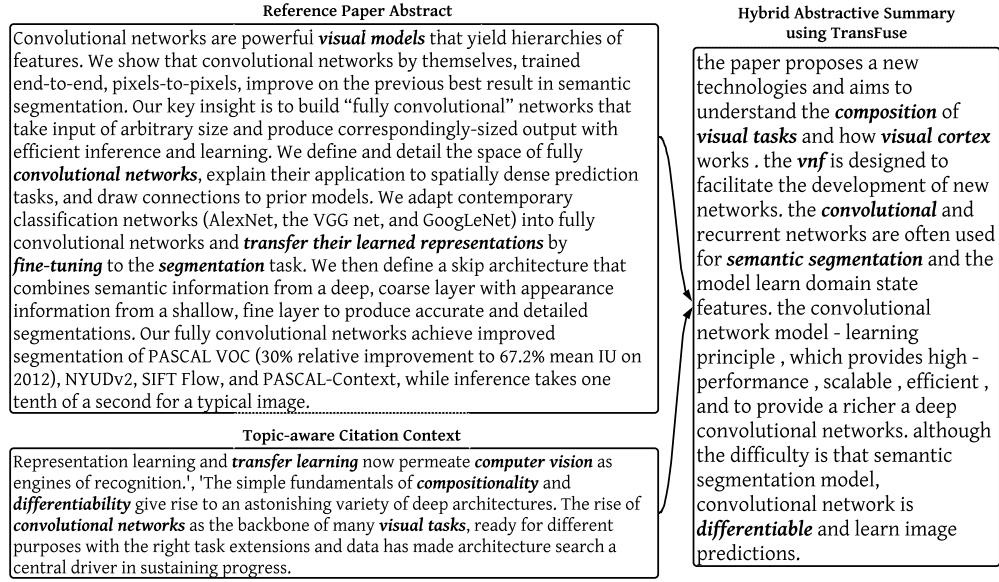 Reference Paper Abstract
Convolutional networks are powerful visual models that yield hierarchies of
features. We show that convolutional networks by themselves, trained
end-to-end, pixels-to-pixels, improve on the previous best result in semantic
segmentation. Our key insight is to build “fully convolutional” networks that
take input of arbitrary size and produce correspondingly-sized output with
efficient inference and learning. We define and detail the space of fully
convolutional networks, explain their application to spatially dense prediction
tasks, and draw connections to prior models. We adapt contemporary
classification networks (AlexNet, the VGG net, and GoogLeNet) into fully
convolutional networks and transfer their learned representations by
fine-tuning to the segmentation task. We then define a skip architecture that
combines semantic information from a deep, coarse layer with appearance
information from a shallow, fine layer to produce accurate and detailed
segmentations. Our fully convolutional networks achieve improved
segmentation of PASCAL VOC (30% relative improvement to 67.2% mean IU on
2012), NYUDv2, SIFT Flow, and PASCAL-Context, while inference takes one
tenth of a second for a typical image.
Topic-aware Citation Context
Representation learning and transfer learning now permeate computer vision as
engines of recognition.', 'The simple fundamentals of compositionality and
differentiability give rise to an astonishing variety of deep architectures. The rise of
convolutional networks as the backbone of many visual tasks, ready for different
purposes with the right task extensions and data has made architecture search a
central driver in sustaining progress.
Hybrid Abstractive Summary
using TransFuse
the paper proposes a new
technologies and aims to
understand the composition of
visual tasks and how visual cortex
works . the vnf is designed to
facilitate the development of new
networks. the convolutional and
recurrent networks are often used
for semantic segmentation and the
model learn domain state
features. the convolutional
network model - learning
principle , which provides high -
performance , scalable , efficient ,
and to provide a richer a deep
convolutional networks. although
the difficulty is that semantic
segmentation model,
convolutional network is
differentiable and learn image
predictions.